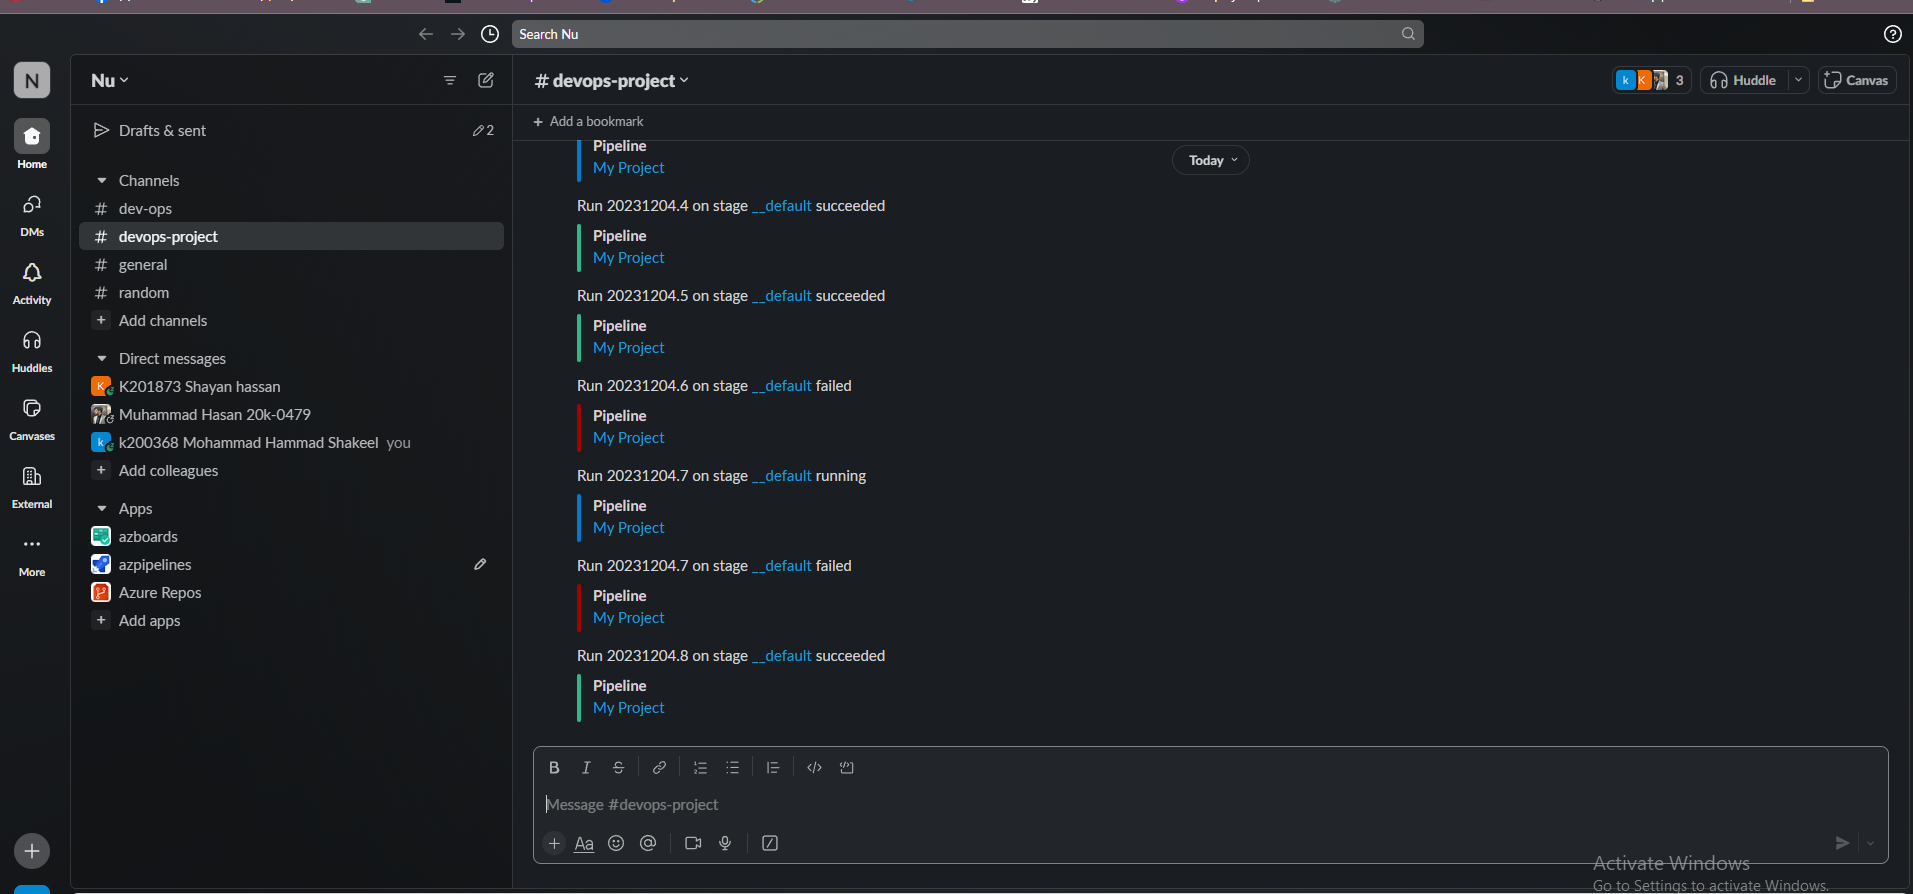 Search Nu
N
Home
DMs
Activity
Huddles
Canvases
External
More
Nu
Drafts & sent
2
Channels
# dev-ops
# devops-project
# general
# random
+ Add channels
Direct messages
K K201873 Shayan hassan
Muhammad Hasan 20k-0479
k k200368 Mohammad Hammad Shakeel you
+ Add colleagues
Apps
azboards
azpipelines
Azure Repos
+ Add apps
# devops-project
k K 3
Huddle
Canvas
+ Add a bookmark
Today
Pipeline
My Project
Run 20231204.4 on stage __default succeeded
Pipeline
My Project
Run 20231204.5 on stage __default succeeded
Pipeline
My Project
Run 20231204.6 on stage __default failed
Pipeline
My Project
Run 20231204.7 on stage __default running
Pipeline
My Project
Run 20231204.7 on stage __default failed
Pipeline
My Project
Run 20231204.8 on stage __default succeeded
Pipeline
My Project
B I S
Message #devops-project
+ Aa @
Activate Windows
Go to Settings to activate Windows.